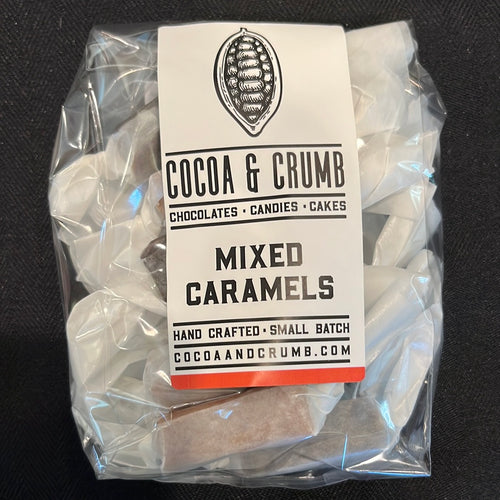 COCOA & CRUMB
CHOCOLATES • CANDIES • CAKES
MIXED
CARAMELS
HAND CRAFTED • SMALL BATCH
COCOAANDCRUMB.COM